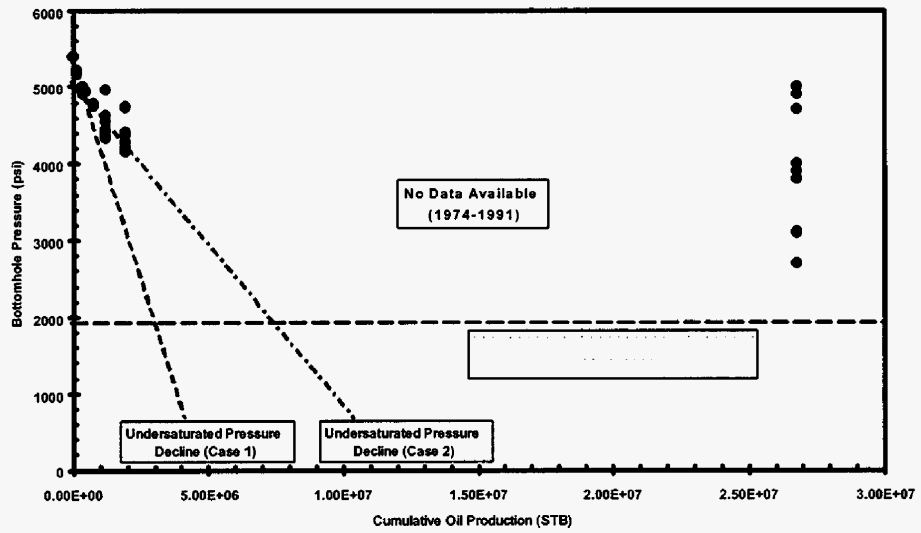 6000
5000
4000
3000
2000
1000
0
Bottomhole Pressure (psi)
No Data Available
(1974-1991)
Undersaturated Pressure
Decline (Case 1)
Undersaturated Pressure
Decline (Case 2)
0.00E+00 5.00E+06 1.00E+07 1.50E+07 2.00E+07 2.50E+07 3.00E+07
Cumulative Oil Production (STB)